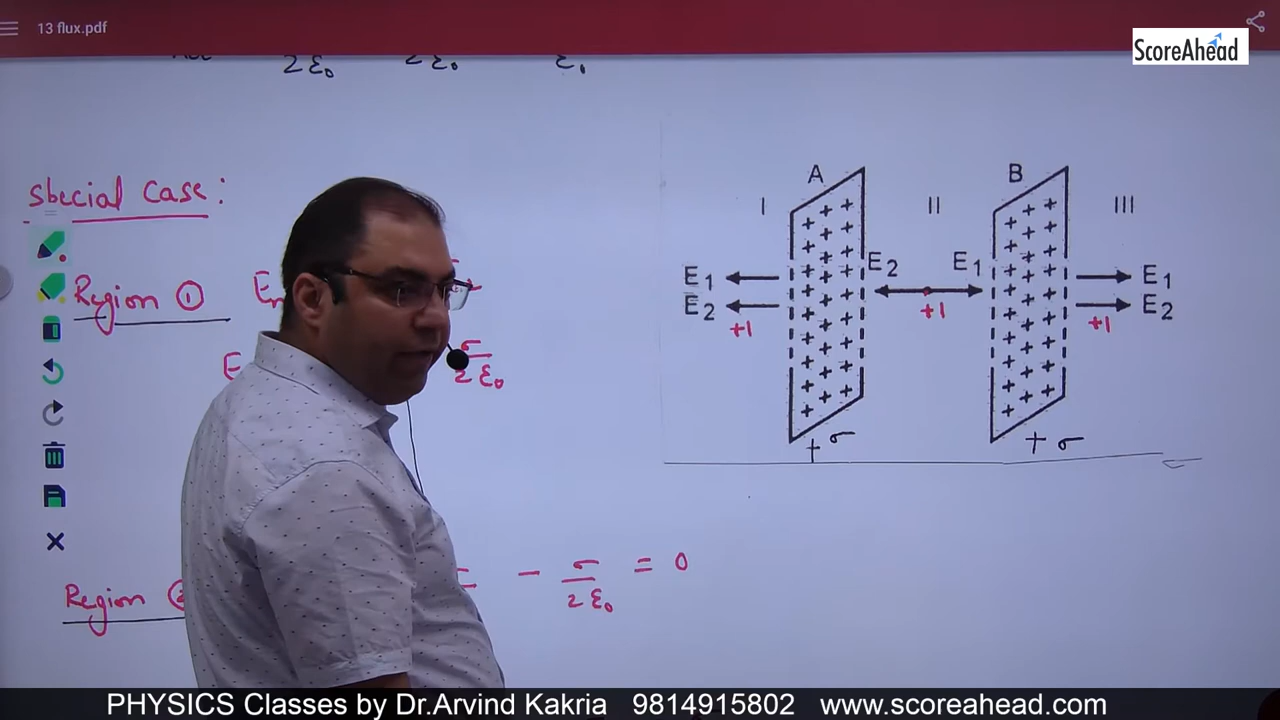 13 flux.pdf
ScoreAhead
2ε₀ 2ε₀
Special Case :
Region ①
σ/2ε₀
Region
- σ/2ε₀ = 0
A B
I II III
E₁ E₂ E₁ E₁
E₂ E₂
+1 +1 +1
+σ +σ
PHYSICS Classes by Dr.Arvind Kakria 9814915802 www.scoreahead.com